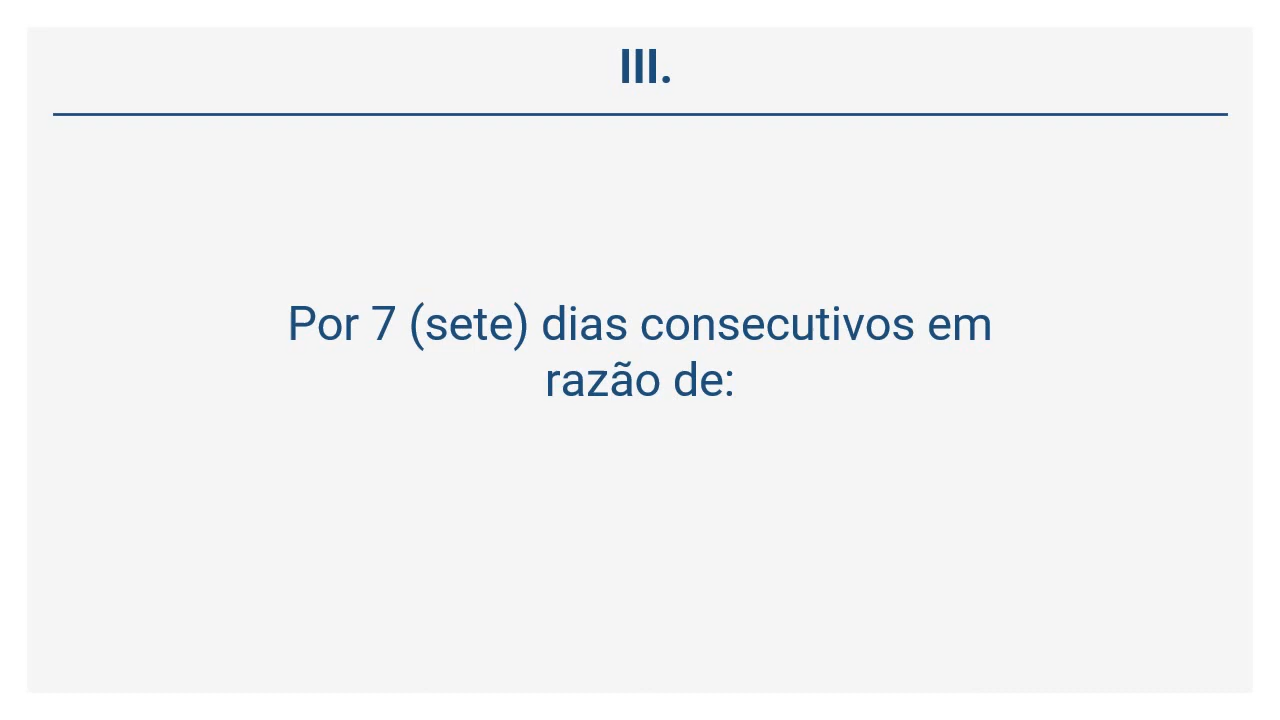 III.
Por 7 (sete) dias consecutivos em
razão de: